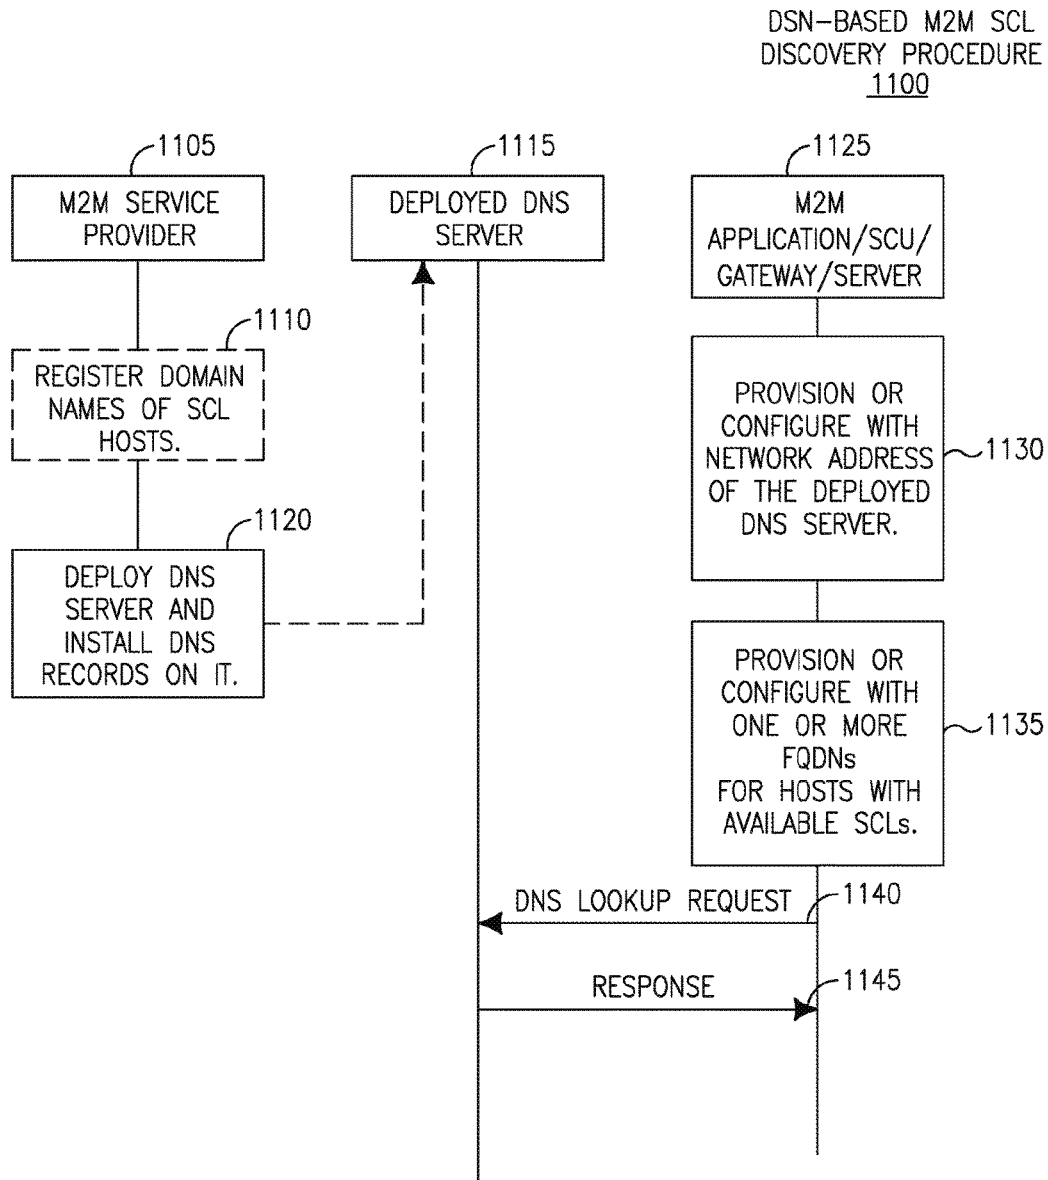 DSN-BASED M2M SCL
DISCOVERY PROCEDURE
1100
1105
M2M SERVICE
PROVIDER
1115
DEPLOYED DNS
SERVER
1125
M2M
APPLICATION/SCU/
GATEWAY/SERVER
1110
REGISTER DOMAIN
NAMES OF SCL
HOSTS.
1120
DEPLOY DNS
SERVER AND
INSTALL DNS
RECORDS ON IT.
PROVISION OR
CONFIGURE WITH
NETWORK ADDRESS
OF THE DEPLOYED
DNS SERVER.
1130
PROVISION OR
CONFIGURE WITH
ONE OR MORE
FQDNs
FOR HOSTS WITH
AVAILABLE SCLs.
1135
DNS LOOKUP REQUEST
1140
RESPONSE
1145